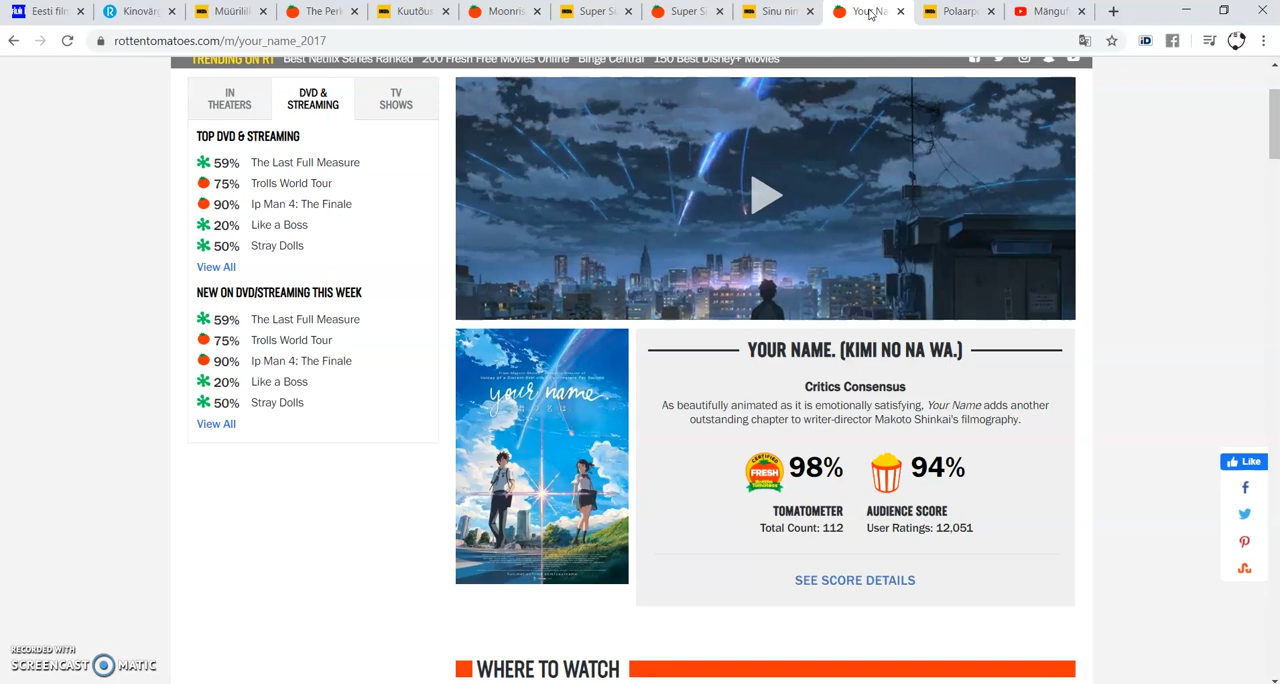 Eesti film
Kinovärg
Müürilill
The Perk
Kuutõus
Moonris
Super Si
Super Si
Sinu nim
Your Na
Polaarp
Mänguf
rottentomatoes.com/m/your_name_2017
TRENDING ON RT Best Netflix Series Ranked 200 Fresh Free Movies Online Binge Central 150 Best Disney+ Movies
IN THEATERS
DVD & STREAMING
TV SHOWS
TOP DVD & STREAMING
59% The Last Full Measure
75% Trolls World Tour
90% Ip Man 4: The Finale
20% Like a Boss
50% Stray Dolls
View All
NEW ON DVD/STREAMING THIS WEEK
59% The Last Full Measure
75% Trolls World Tour
90% Ip Man 4: The Finale
20% Like a Boss
50% Stray Dolls
View All
your name.
YOUR NAME. (KIMI NO NA WA.)
Critics Consensus
As beautifully animated as it is emotionally satisfying, Your Name adds another
outstanding chapter to writer-director Makoto Shinkai's filmography.
CERTIFIED FRESH 98% 94%
TOMATOMETER AUDIENCE SCORE
Total Count: 112 User Ratings: 12,051
SEE SCORE DETAILS
WHERE TO WATCH
Like
RECORDED WITH
SCREENCAST MATIC